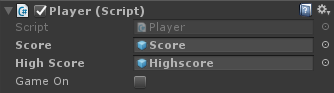 Player (Script)
Script Player
Score Score
High Score Highscore
Game On